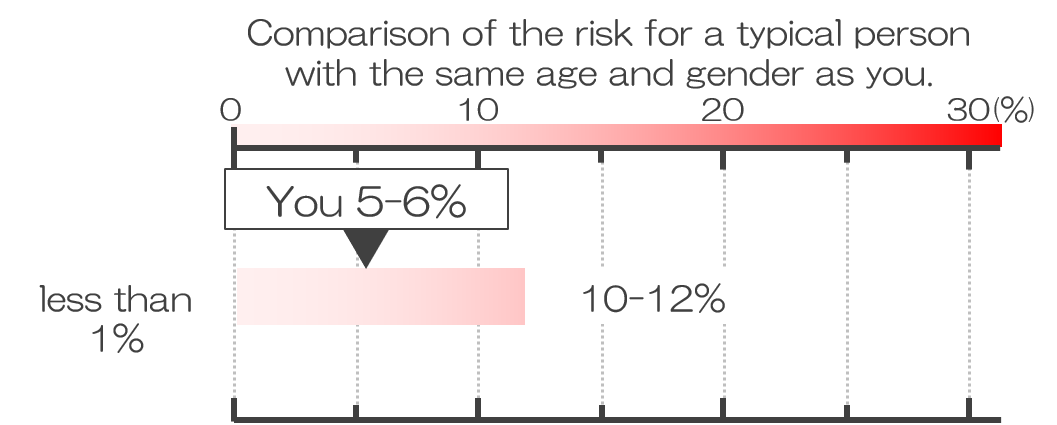 Comparison of the risk for a typical person
with the same age and gender as you.
0 10 20 30(%)
You 5-6%
less than
1%
10-12%